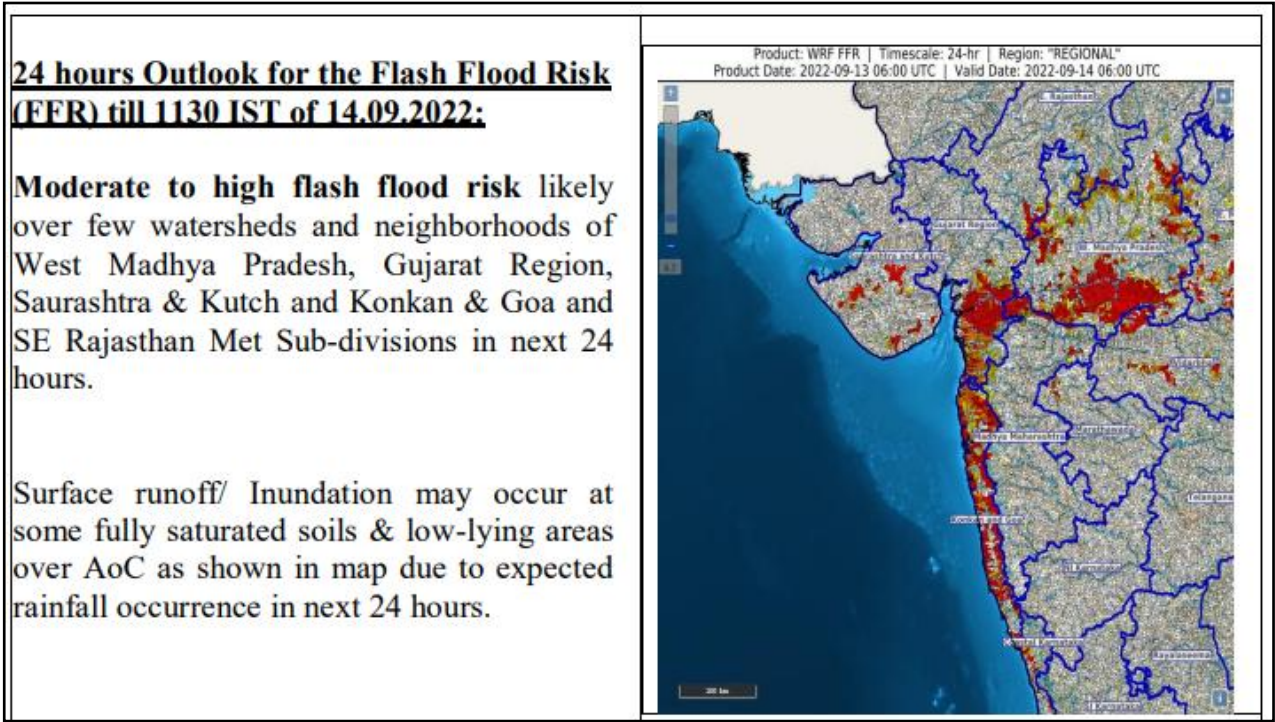 24 hours Outlook for the Flash Flood Risk
(FFR) till 1130 IST of 14.09.2022:
Moderate to high flash flood risk likely
over few watersheds and neighborhoods of
West Madhya Pradesh, Gujarat Region,
Saurashtra & Kutch and Konkan & Goa and
SE Rajasthan Met Sub-divisions in next 24
hours.
Surface runoff/ Inundation may occur at
some fully saturated soils & low-lying areas
over AoC as shown in map due to expected
rainfall occurrence in next 24 hours.
Product: WRF FFR | Timescale: 24-hr | Region: "REGIONAL"
Product Date: 2022-09-13 06:00 UTC | Valid Date: 2022-09-14 06:00 UTC
E. Rajasthan
Gujarat Region
W. Madhya Pradesh
Saurashtra and Kutch
Madhya Maharashtra
Marathawada
Telangana
Konkan and Goa
NI Karnataka
Coastal Karnataka
Rayalaseema